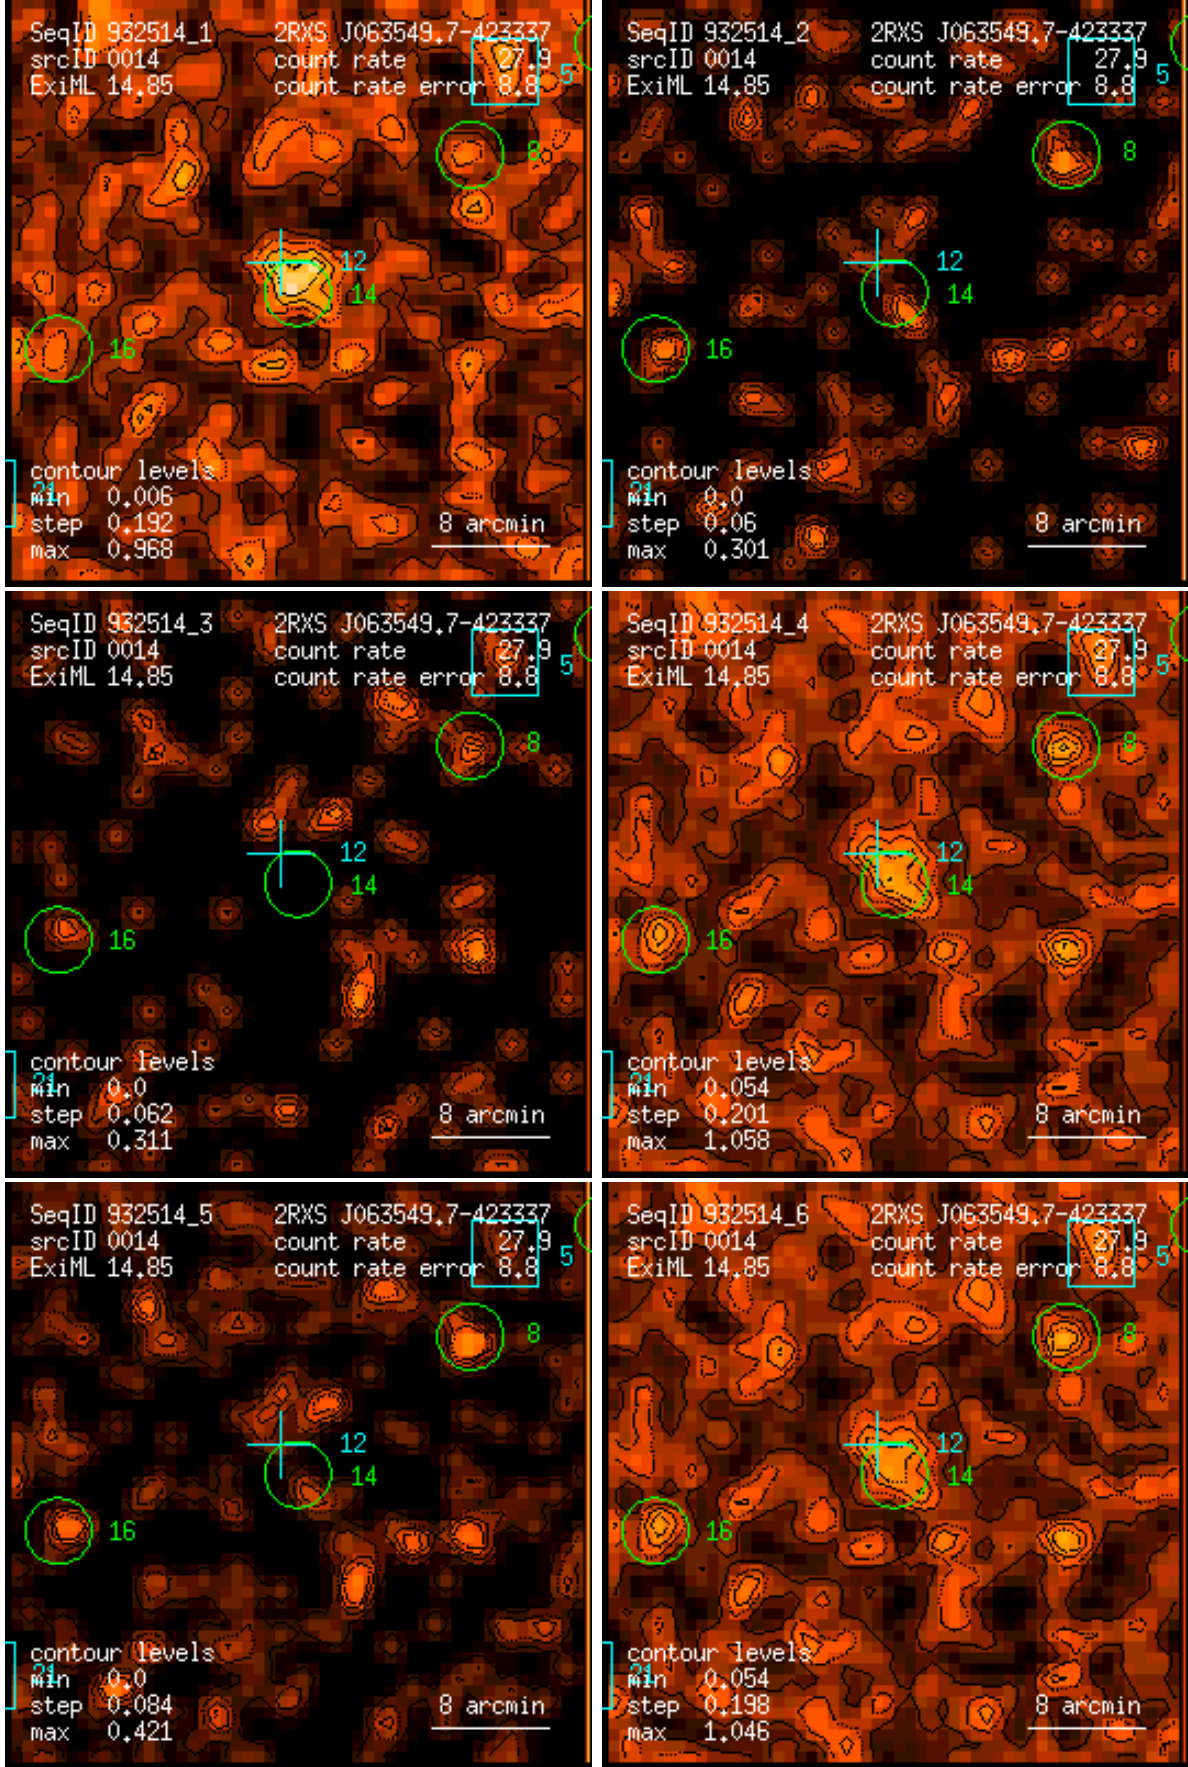 SeqID 932514_1 2RXS J063549.7-423337
srcID 0014 count rate 27.9
ExiML 14.85 count rate error 8.8
5
8
12
14
16
contour levels
21
min 0.006
step 0.192
max 0.968
8 arcmin
SeqID 932514_2 2RXS J063549.7-423337
srcID 0014 count rate 27.9
ExiML 14.85 count rate error 8.8
5
8
12
14
16
contour levels
21
min 0.0
step 0.06
max 0.301
8 arcmin
SeqID 932514_3 2RXS J063549.7-423337
srcID 0014 count rate 27.9
ExiML 14.85 count rate error 8.8
5
8
12
14
16
contour levels
21
min 0.0
step 0.062
max 0.311
8 arcmin
SeqID 932514_4 2RXS J063549.7-423337
srcID 0014 count rate 27.9
ExiML 14.85 count rate error 8.8
5
8
12
14
16
contour levels
21
min 0.054
step 0.201
max 1.058
8 arcmin
SeqID 932514_5 2RXS J063549.7-423337
srcID 0014 count rate 27.9
ExiML 14.85 count rate error 8.8
5
8
12
14
16
contour levels
21
min 0.0
step 0.084
max 0.421
8 arcmin
SeqID 932514_6 2RXS J063549.7-423337
srcID 0014 count rate 27.9
ExiML 14.85 count rate error 8.8
5
8
12
14
16
contour levels
21
min 0.054
step 0.198
max 1.046
8 arcmin